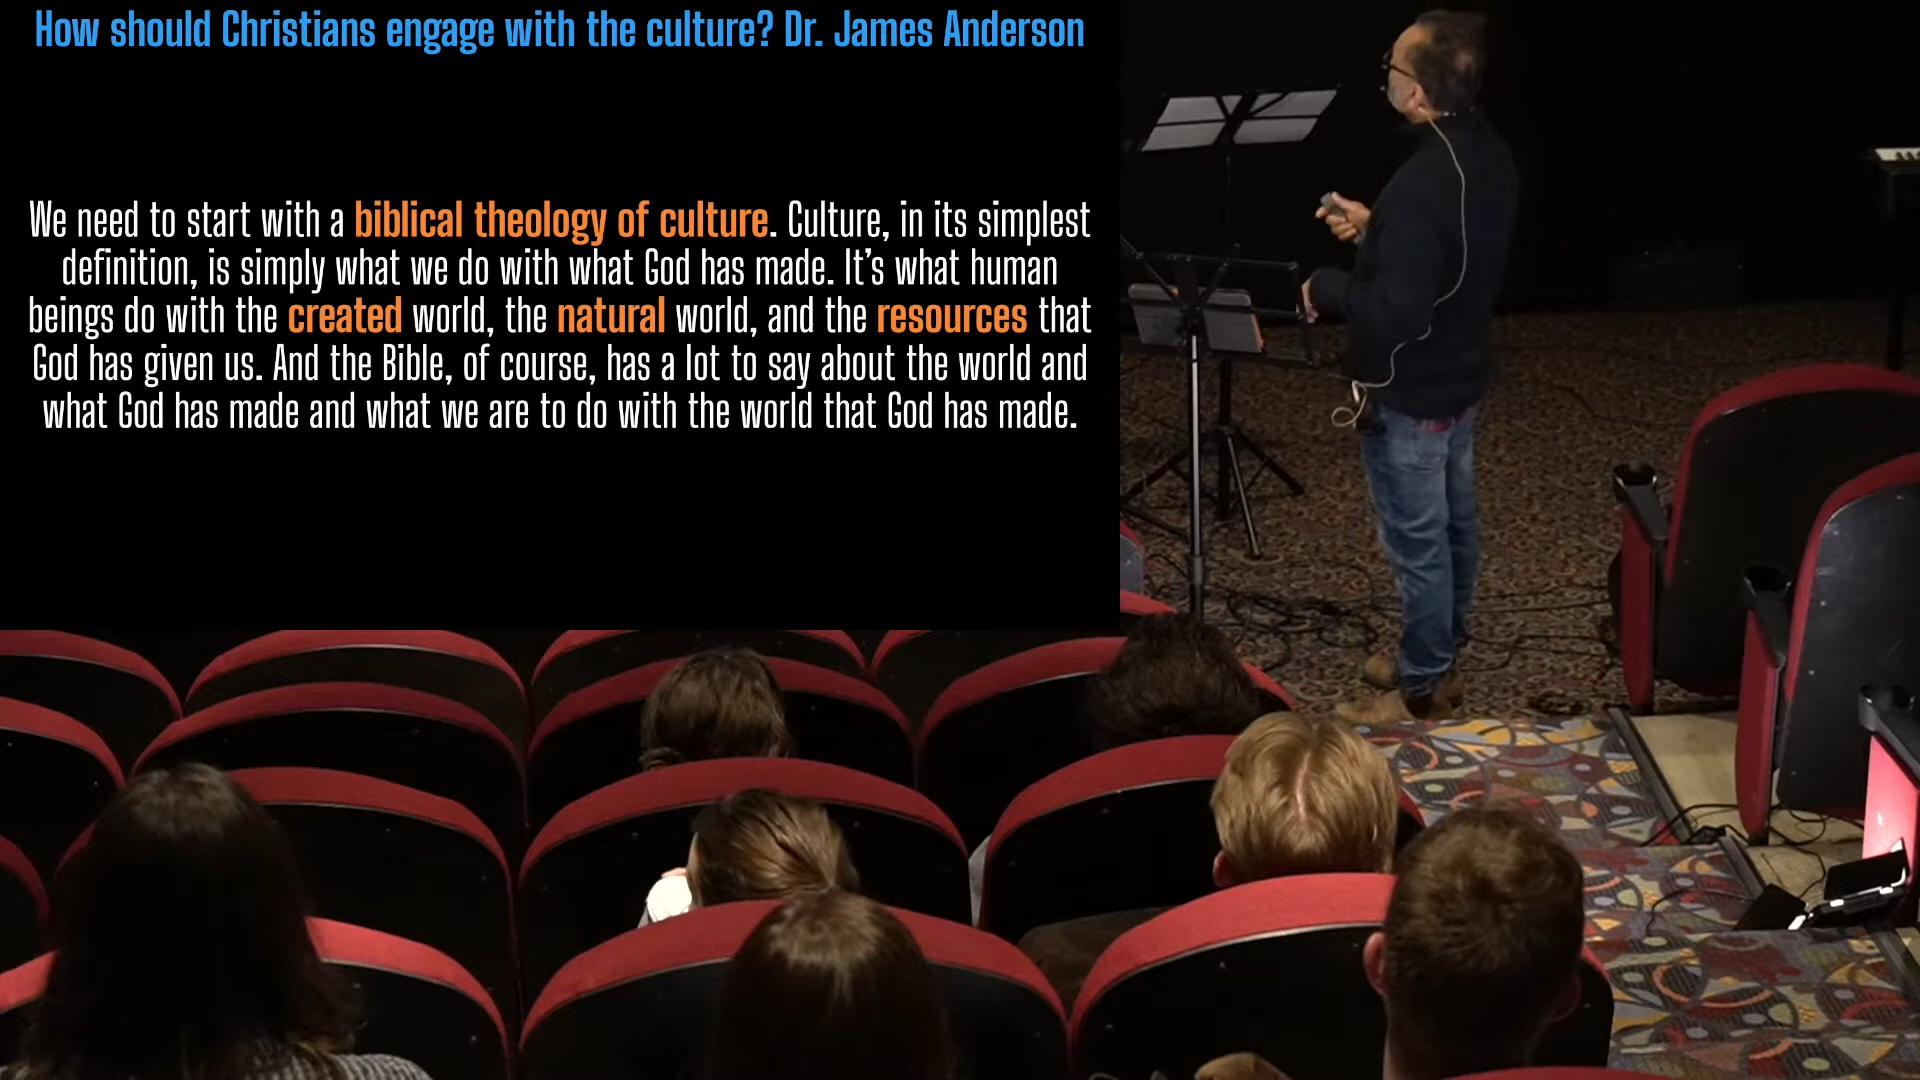 How should Christians engage with the culture? Dr. James Anderson
We need to start with a biblical theology of culture. Culture, in its simplest
definition, is simply what we do with what God has made. It's what human
beings do with the created world, the natural world, and the resources that
God has given us. And the Bible, of course, has a lot to say about the world and
what God has made and what we are to do with the world that God has made.